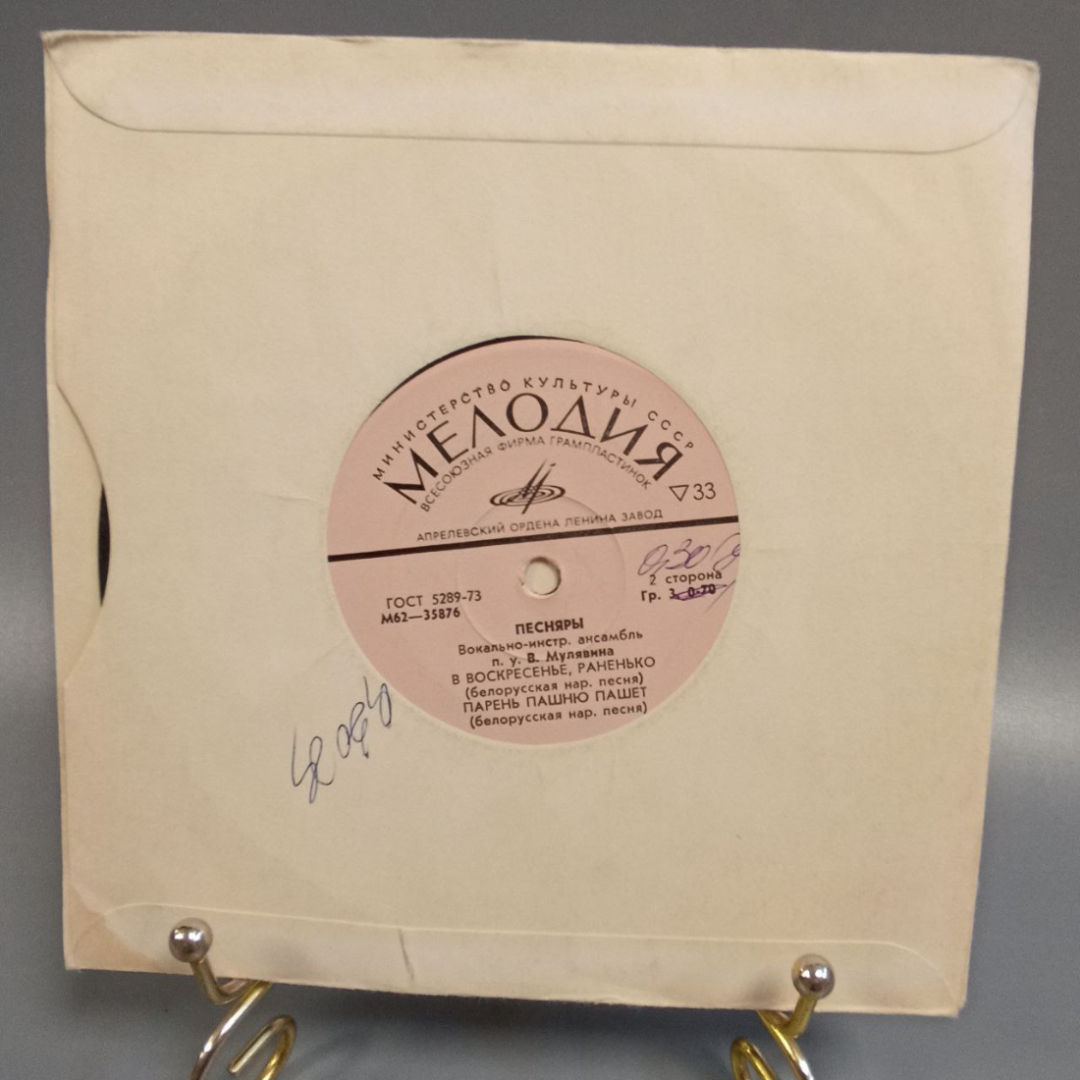 МИНИСТЕРСТВО КУЛЬТУРЫ СССР
МЕЛОДИЯ
ВСЕСОЮЗНАЯ ФИРМА ГРАМПЛАСТИНОК
▽33
АПРЕЛЕВСКИЙ ОРДЕНА ЛЕНИНА ЗАВОД
0,30
2 сторона
ГОСТ 5289-73
Гр. 3. 0-70
М62—35876
ПЕСНЯРЫ
Вокально-инстр. ансамбль
п. у. В. Мулявина
В ВОСКРЕСЕНЬЕ, РАНЕНЬКО
(белорусская нар. песня)
ПАРЕНЬ ПАШНЮ ПАШЕТ
(белорусская нар. песня)